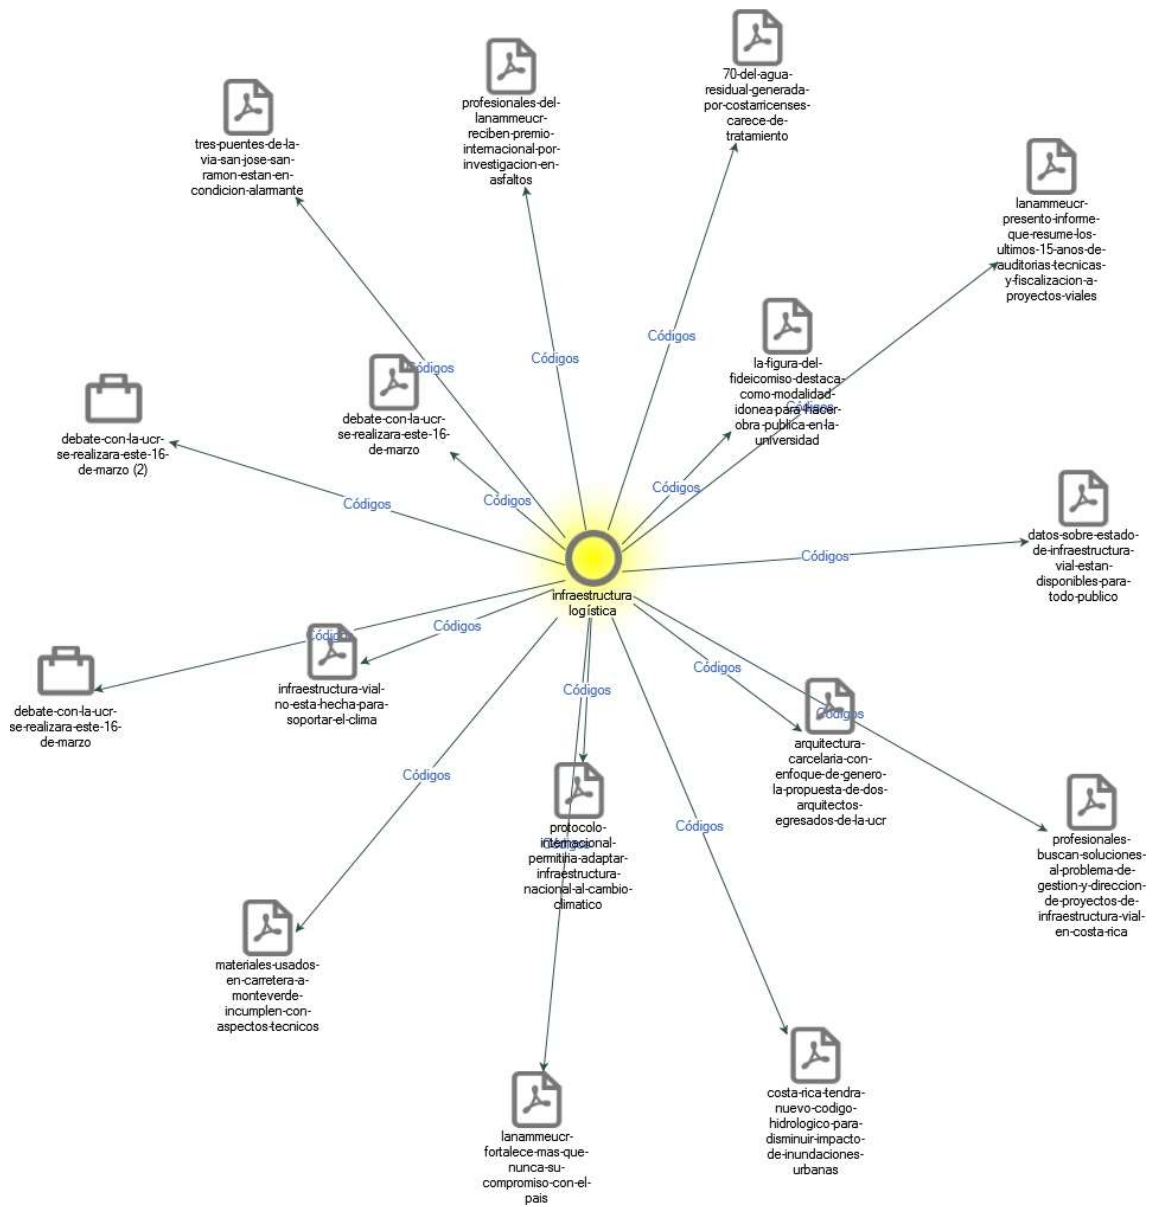 70-del-agua-
residual-generada-
por-costarricenses-
carece-de-
tratamiento
profesionales-del-
lanammeucr-
reciben-premio-
internacional-por-
investigacion-en-
asfaltos
tres-puentes-de-la-
via-san-jose-san-
ramon-estan-en-
condicion-alarmante
lanammeucr-
presento-informe-
que-resume-los-
ultimos-15-anos-de-
auditorias-tecnicas-
y-fiscalizacion-a-
proyectos-viales
Códigos
Códigos
Códigos
la-figura-del-
fideicomiso-destaca-
como-modalidad-
idonea-para-hacer-
obra-publica-en-la-
universidad
Códigos
debate-con-la-ucr-
se-realizara-este-16-
de-marzo
debate-con-la-ucr-
se-realizara-este-16-
de-marzo (2)
Códigos
Códigos
Códigos
datos-sobre-estado-
de-infraestructura-
vial-estan-
disponibles-para-
todo-publico
Códigos
infraestructura
logística
Códigos
Códigos
infraestructura-vial-
no-esta-hecha-para-
soportar-el-clima
debate-con-la-ucr-
se-realizara-este-16-
de-marzo
Códigos
Códigos
Códigos
arquitectura-
carcelaria-con-
enfoque-de-genero-
la-propuesta-de-dos-
arquitectos-
egresados-de-la-ucr
Códigos
Códigos
Códigos
protocolo-
internacional-
permitiria-adaptar-
infraestructura-
nacional-al-cambio-
climatico
profesionales-
buscan-soluciones-
al-problema-de-
gestion-y-direccion-
de-proyectos-de-
infraestructura-vial-
en-costa-rica
materiales-usados-
en-carretera-a-
monteverde-
incumplen-con-
aspectos-tecnicos
costa-rica-tendra-
nuevo-codigo-
hidrologico-para-
disminuir-impacto-
de-inundaciones-
urbanas
lanammeucr-
fortalece-mas-que-
nunca-su-
compromiso-con-el-
pais